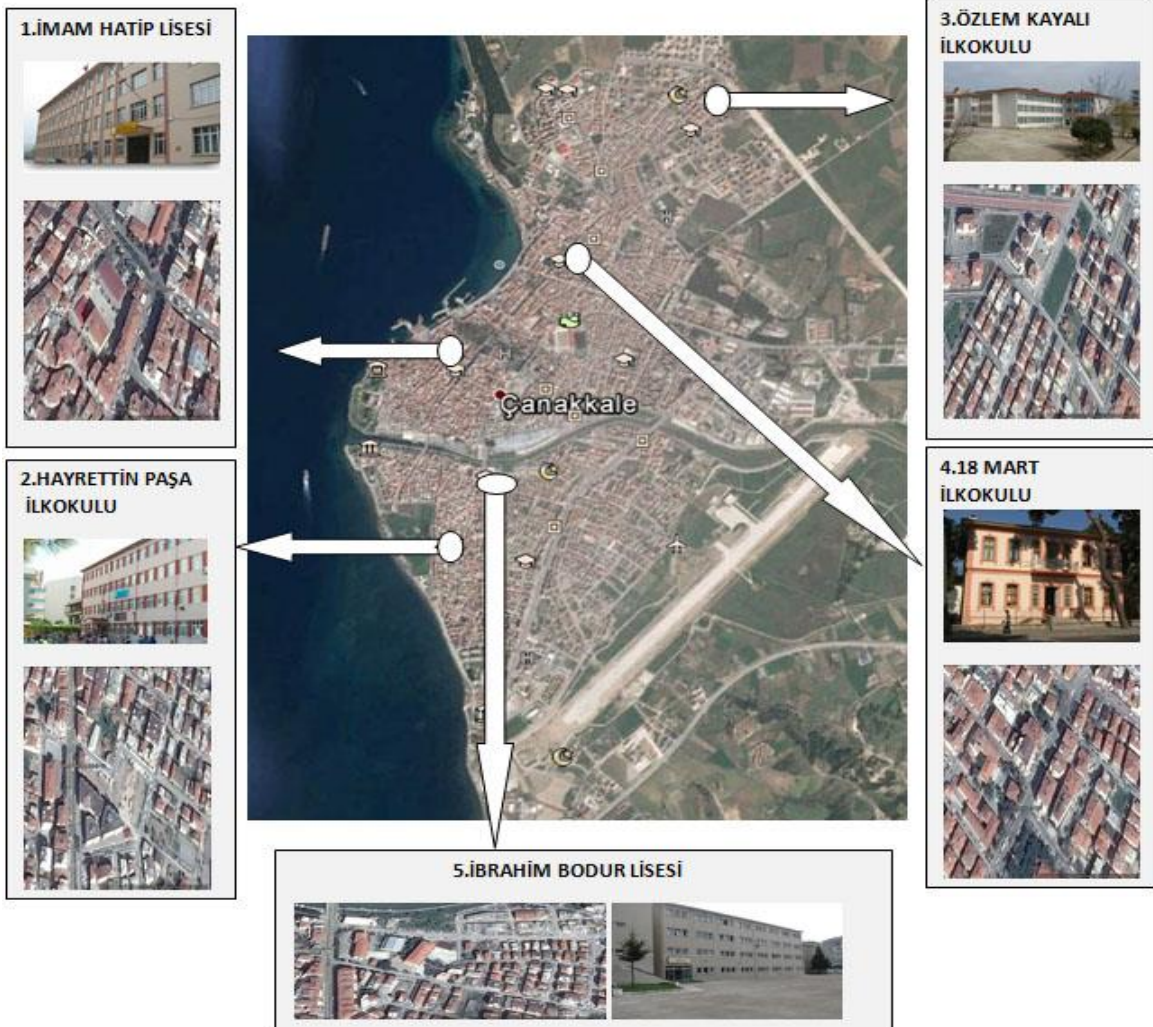 1.İMAM HATİP LİSESİ
2.HAYRETTİN PAŞA
İLKOKULU
Çanakkale
3.ÖZLEM KAYALI
İLKOKULU
4.18 MART
İLKOKULU
5.İBRAHİM BODUR LİSESİ